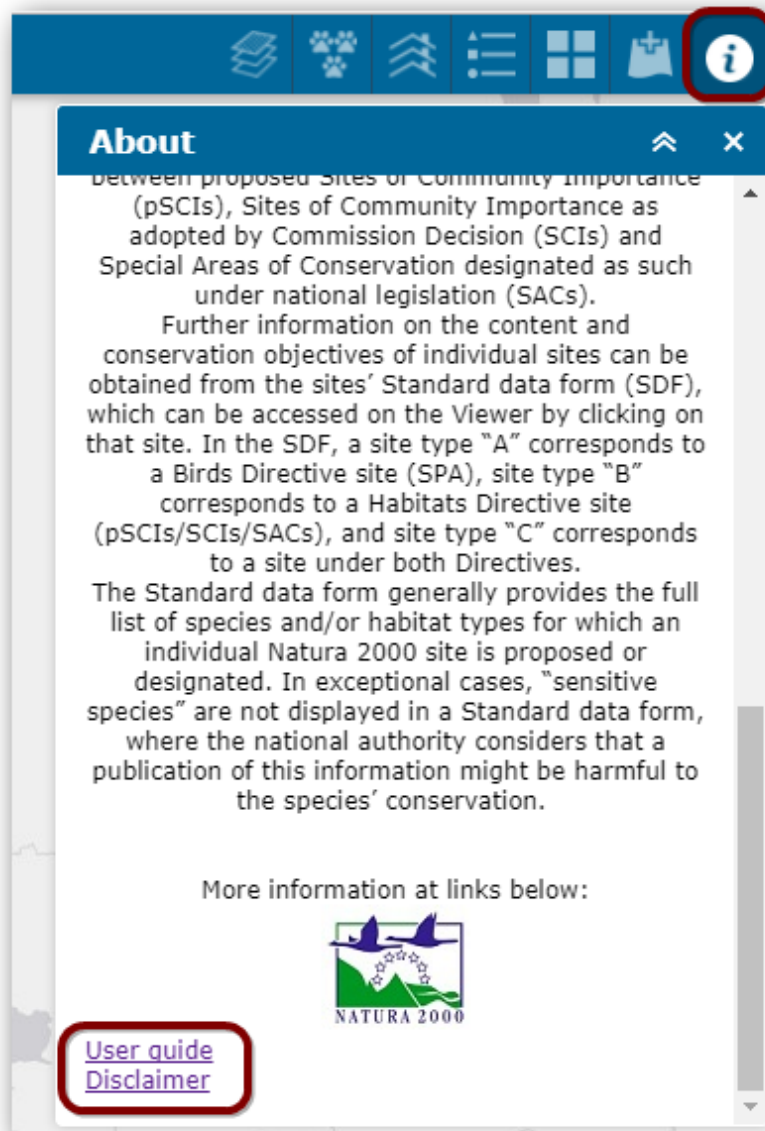 About
between proposed Sites of Community Importance
(pSCIs), Sites of Community Importance as
adopted by Commission Decision (SCIs) and
Special Areas of Conservation designated as such
under national legislation (SACs).
Further information on the content and
conservation objectives of individual sites can be
obtained from the sites’ Standard data form (SDF),
which can be accessed on the Viewer by clicking on
that site. In the SDF, a site type “A” corresponds to
a Birds Directive site (SPA), site type “B”
corresponds to a Habitats Directive site
(pSCIs/SCIs/SACs), and site type “C” corresponds
to a site under both Directives.
The Standard data form generally provides the full
list of species and/or habitat types for which an
individual Natura 2000 site is proposed or
designated. In exceptional cases, “sensitive
species” are not displayed in a Standard data form,
where the national authority considers that a
publication of this information might be harmful to
the species’ conservation.
More information at links below:
NATURA 2000
User guide
Disclaimer